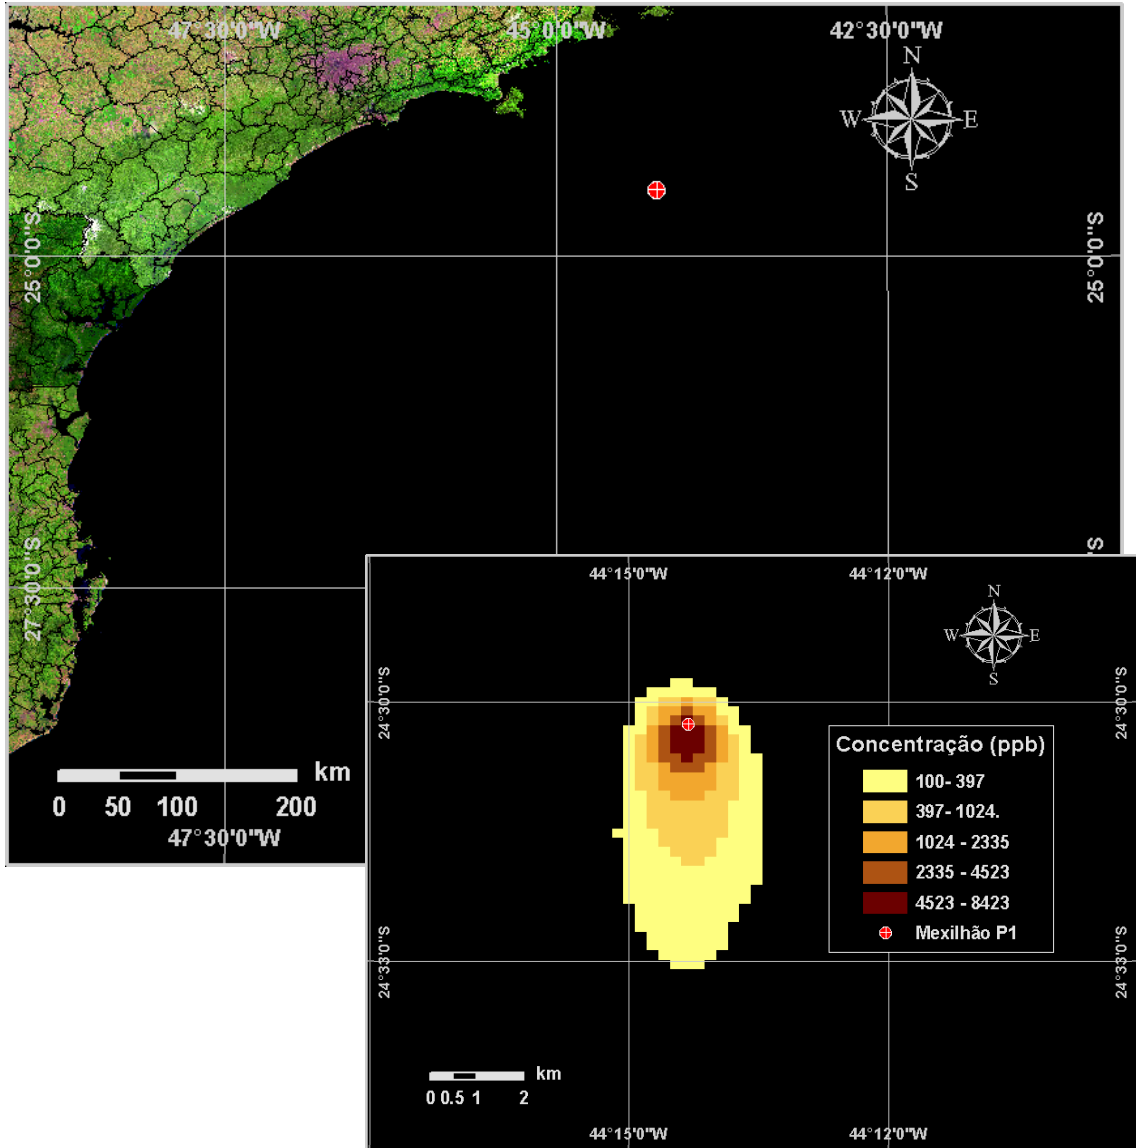 47°30'0"W
45°0'0"W
42°30'0"W
N
W
E
S
25°0'0"S
25°0'0"S
27°30'0"S
km
0 50 100 200
47°30'0"W
44°15'0"W
44°12'0"W
N
W
E
S
24°30'0"S
24°30'0"S
Concentração (ppb)
100- 397
397- 1024.
1024 - 2335
2335 - 4523
4523 - 8423
Mexilhão P1
24°33'0"S
24°33'0"S
km
0 0.5 1 2
44°15'0"W
44°12'0"W